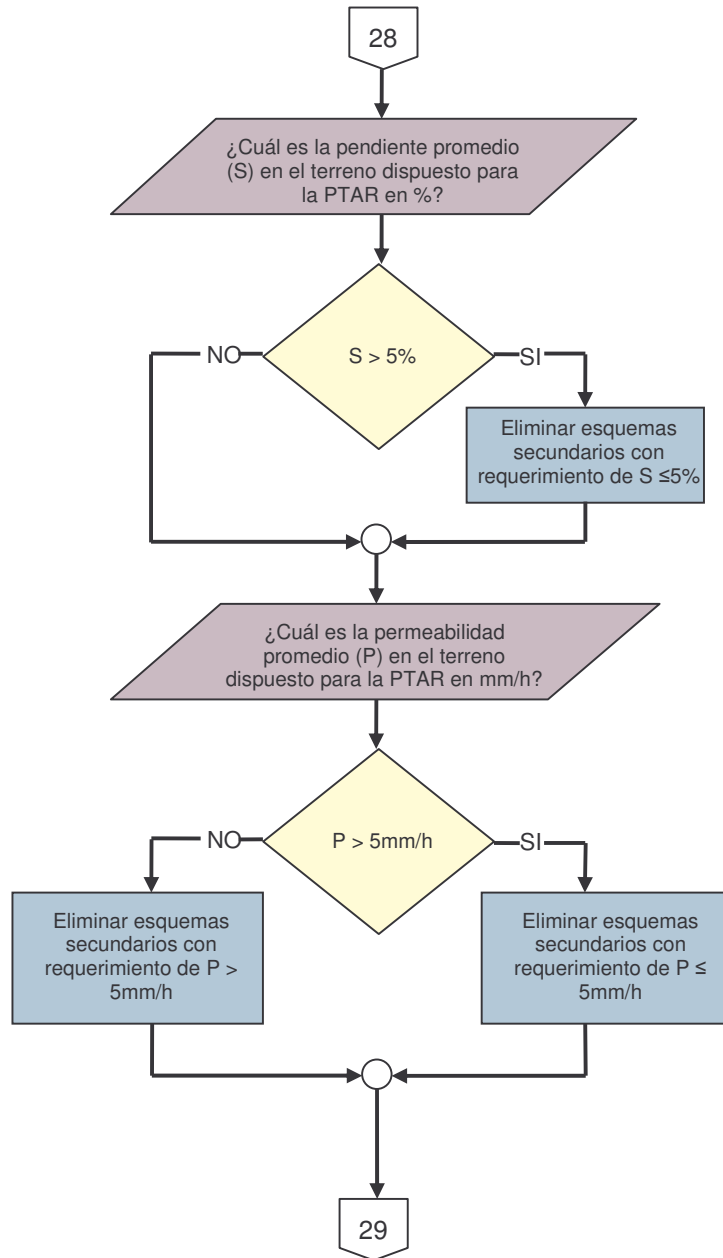 28
¿Cuál es la pendiente promedio
(S) en el terreno dispuesto para
la PTAR en %?
S > 5%
NO
SI
Eliminar esquemas
secundarios con
requerimiento de S ≤5%
¿Cuál es la permeabilidad
promedio (P) en el terreno
dispuesto para la PTAR en mm/h?
P > 5mm/h
NO
SI
Eliminar esquemas
secundarios con
requerimiento de P >
5mm/h
Eliminar esquemas
secundarios con
requerimiento de P ≤
5mm/h
29